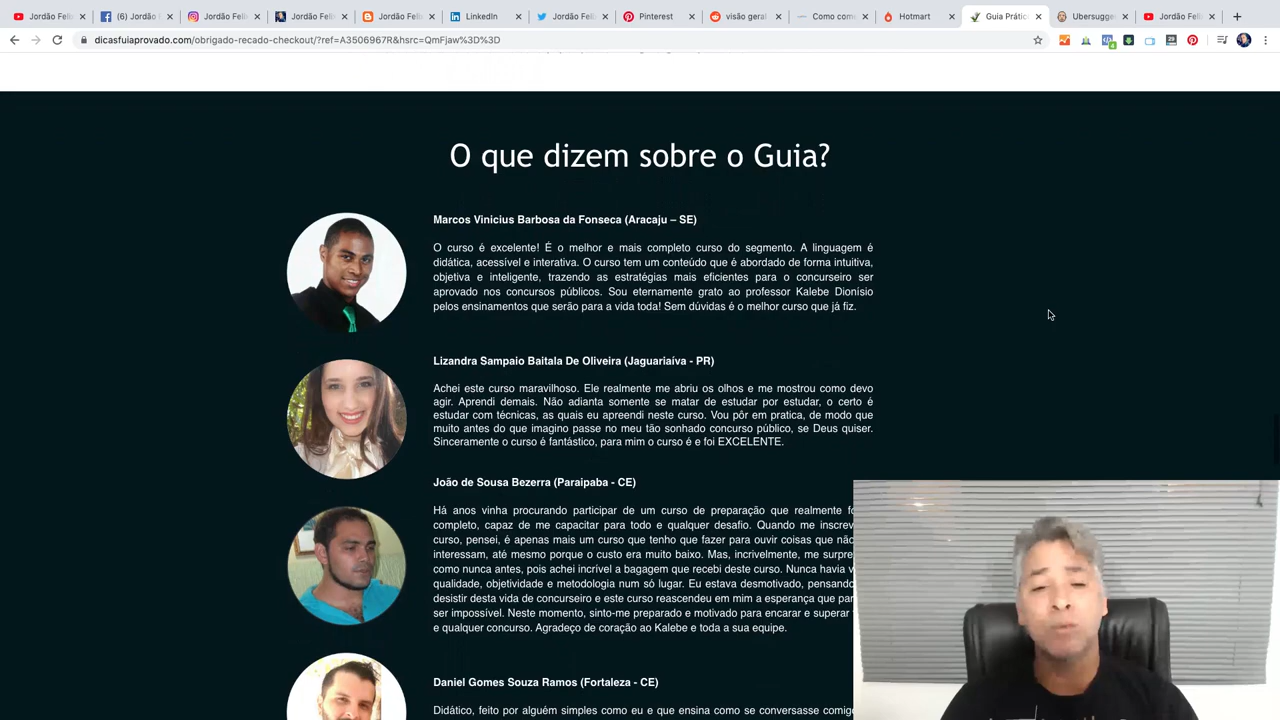 Jordão Feli
(6) Jordão F
Jordão Feli
Jordão Feli
Jordão Feli
LinkedIn
Jordão Feli
Pinterest
visão geral
Como com
Hotmart
Guia Prátic
Ubersugge
Jordão Feli
dicasfuiaprovado.com/obrigado-recado-checkout/?ref=A3506967R&hsrc=QmFjaw%3D%3D
O que dizem sobre o Guia?
Marcos Vinicius Barbosa da Fonseca (Aracaju – SE)
O curso é excelente! É o melhor e mais completo curso do segmento. A linguagem é
didática, acessível e interativa. O curso tem um conteúdo que é abordado de forma intuitiva,
objetiva e inteligente, trazendo as estratégias mais eficientes para o concurseiro ser
aprovado nos concursos públicos. Sou eternamente grato ao professor Kalebe Dionísio
pelos ensinamentos que serão para a vida toda! Sem dúvidas é o melhor curso que já fiz.
Lizandra Sampaio Baitala De Oliveira (Jaguariaíva - PR)
Achei este curso maravilhoso. Ele realmente me abriu os olhos e me mostrou como devo
agir. Aprendi demais. Não adianta somente se matar de estudar por estudar, o certo é
estudar com técnicas, as quais eu apreendi neste curso. Vou pôr em pratica, de modo que
muito antes do que imagino passe no meu tão sonhado concurso público, se Deus quiser.
Sinceramente o curso é fantástico, para mim o curso é e foi EXCELENTE.
João de Sousa Bezerra (Paraipaba - CE)
Há anos vinha procurando participar de um curso de preparação que realmente
completo, capaz de me capacitar para todo e qualquer desafio. Quando me inscrev
curso, pensei, é apenas mais um curso que tenho que fazer para ouvir coisas que não
interessam, até mesmo porque o custo era muito baixo. Mas, incrivelmente, me surpre
como nunca antes, pois achei incrível a bagagem que recebi deste curso. Nunca havia
qualidade, objetividade e metodologia num só lugar. Eu estava desmotivado, pensando
desistir desta vida de concurseiro e este curso reascendeu em mim a esperança que par
ser impossível. Neste momento, sinto-me preparado e motivado para encarar e superar
e qualquer concurso. Agradeço de coração ao Kalebe e toda a sua equipe.
Daniel Gomes Souza Ramos (Fortaleza - CE)
Didático, feito por alguém simples como eu e que ensina como se conversasse comig